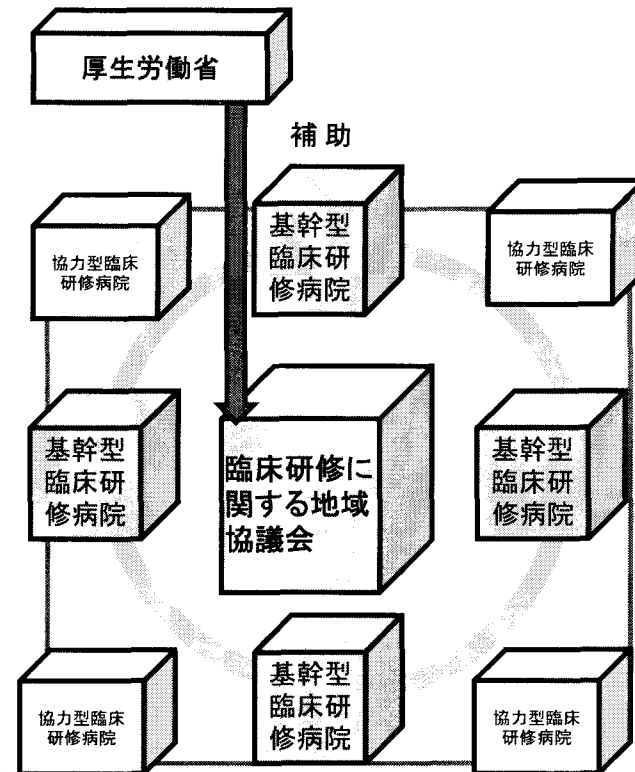 厚生労働省
補助
基幹型
臨床研
修病院
協力型臨床
研修病院
協力型臨床
研修病院
基幹型
臨床研
修病院
臨床研修に
関する地域
協議会
基幹型
臨床研
修病院
協力型臨床
研修病院
基幹型
臨床研
修病院
協力型臨床
研修病院